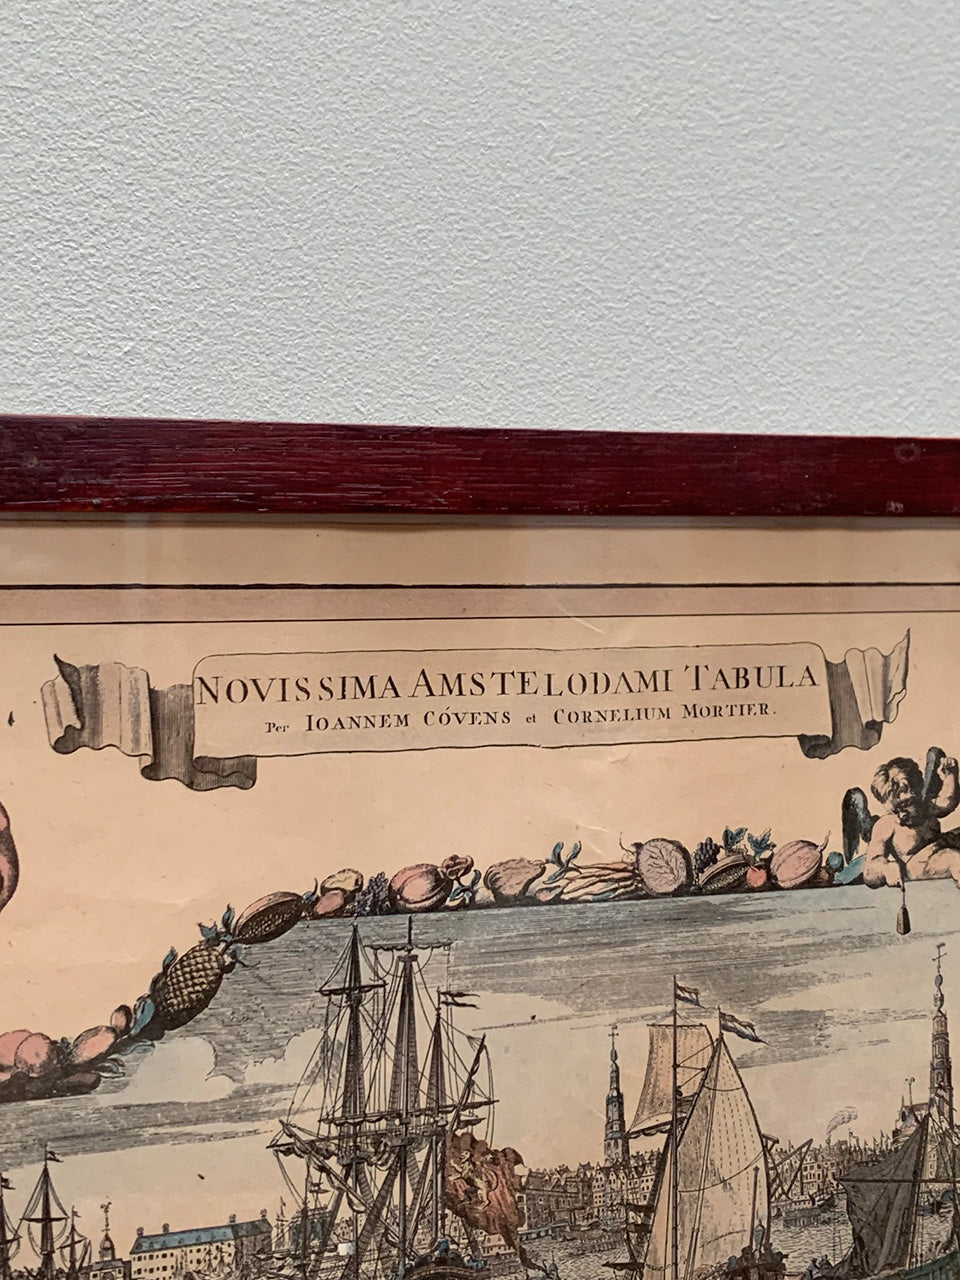 NOVISSIMA AMSTELODAMI TABULA
Per IOANNEM CÓVENS et CORNELIUM MORTIER.